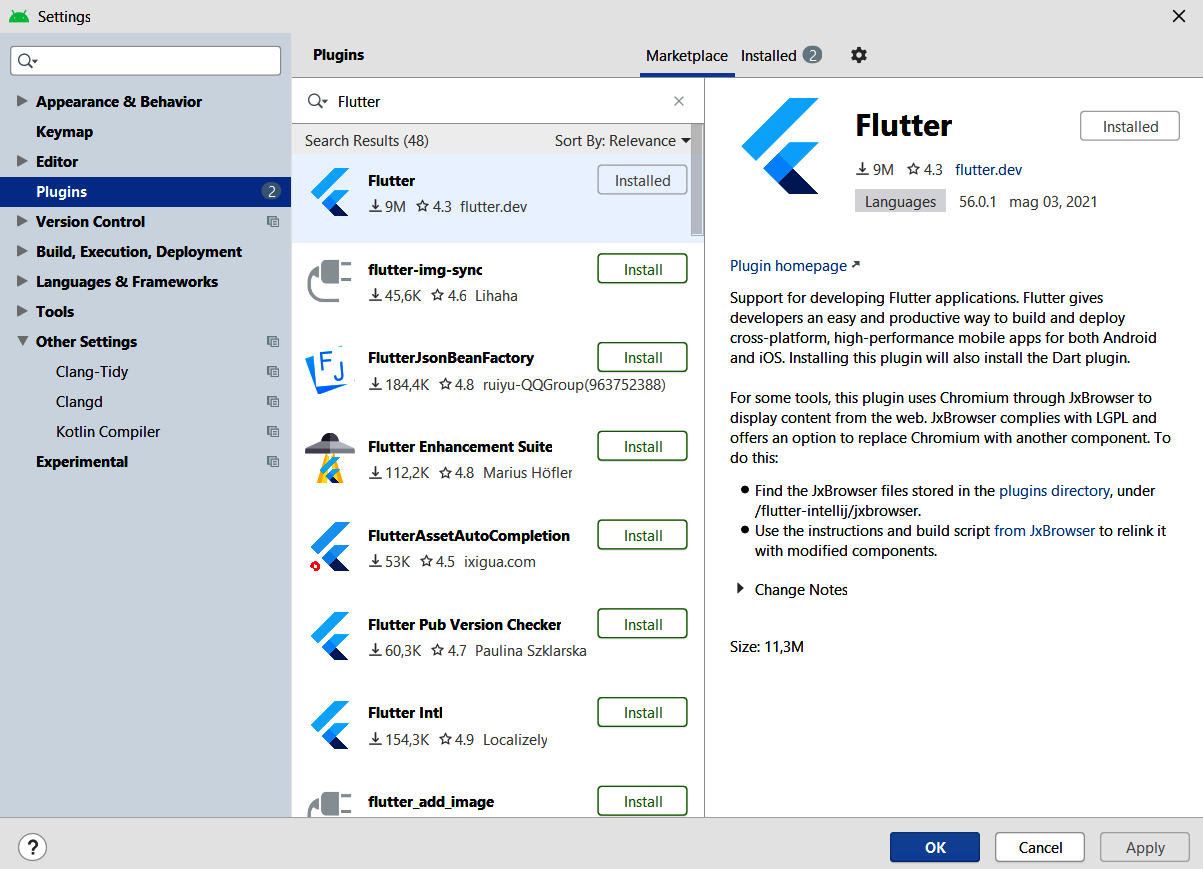 Settings
Appearance & Behavior
Keymap
Editor
Plugins 2
Version Control
Build, Execution, Deployment
Languages & Frameworks
Tools
Other Settings
Clang-Tidy
Clangd
Kotlin Compiler
Experimental
Plugins
Marketplace Installed 2
Flutter
Search Results (48) Sort By: Relevance
Flutter Installed
9M 4.3 flutter.dev
flutter-img-sync Install
45,6K 4.6 Lihaha
FlutterJsonBeanFactory Install
FJ
184,4K 4.8 ruiyu-QQGroup(963752388)
Flutter Enhancement Suite Install
112,2K 4.8 Marius Höfler
FlutterAssetAutoCompletion Install
53K 4.5 ixigua.com
Flutter Pub Version Checker Install
60,3K 4.7 Paulina Szklarska
Flutter Intl Install
154,3K 4.9 Localizely
flutter_add_image Install
Flutter Installed
9M 4.3 flutter.dev
Languages 56.0.1 mag 03, 2021
Plugin homepage
Support for developing Flutter applications. Flutter gives
developers an easy and productive way to build and deploy
cross-platform, high-performance mobile apps for both Android
and iOS. Installing this plugin will also install the Dart plugin.
For some tools, this plugin uses Chromium through JxBrowser to
display content from the web. JxBrowser complies with LGPL and
offers an option to replace Chromium with another component. To
do this:
• Find the JxBrowser files stored in the plugins directory, under
/flutter-intellij/jxbrowser.
• Use the instructions and build script from JxBrowser to relink it
with modified components.
Change Notes
Size: 11,3M
? OK Cancel Apply